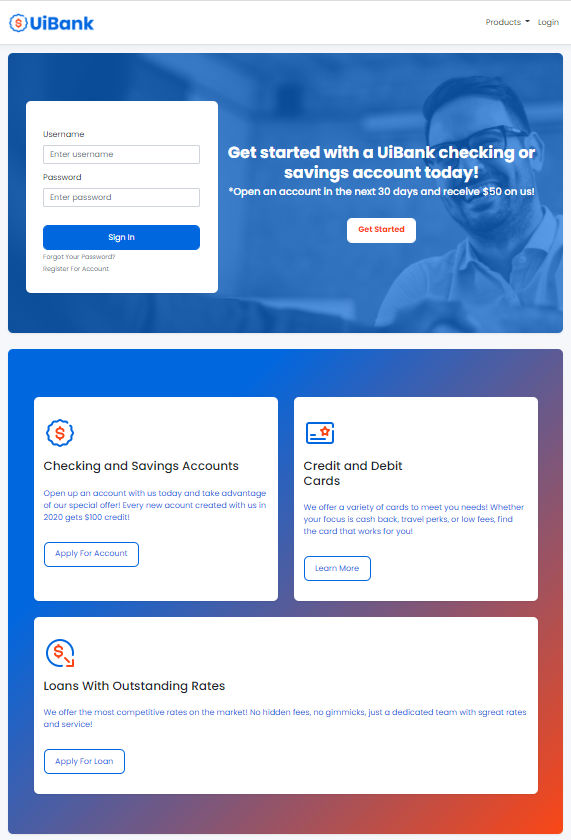 UiBank
Products
Login
Username
Enter username
Password
Enter password
Sign In
Forgot Your Password?
Register For Account
Get started with a UiBank checking or
savings account today!
*Open an account in the next 30 days and receive $50 on us!
Get Started
Checking and Savings Accounts
Open up an account with us today and take advantage
of our special offer! Every new acount created with us in
2020 gets $100 credit!
Apply For Account
Credit and Debit
Cards
We offer a variety of cards to meet you needs! Whether
your focus is cash back, travel perks, or low fees, find
the card that works for you!
Learn More
Loans With Outstanding Rates
We offer the most competitive rates on the market! No hidden fees, no gimmicks, just a dedicated team with sgreat rates
and service!
Apply For Loan